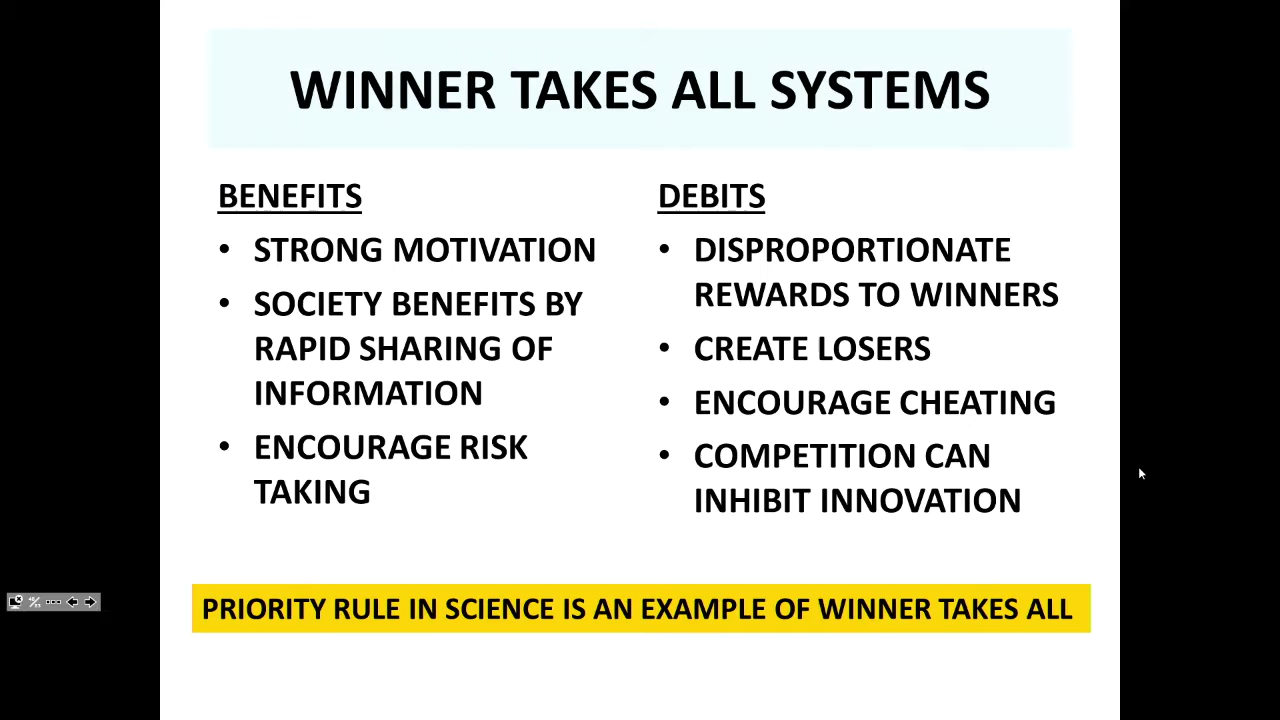 WINNER TAKES ALL SYSTEMS
BENEFITS
• STRONG MOTIVATION
• SOCIETY BENEFITS BY
RAPID SHARING OF
INFORMATION
• ENCOURAGE RISK
TAKING
DEBITS
• DISPROPORTIONATE
REWARDS TO WINNERS
• CREATE LOSERS
• ENCOURAGE CHEATING
• COMPETITION CAN
INHIBIT INNOVATION
PRIORITY RULE IN SCIENCE IS AN EXAMPLE OF WINNER TAKES ALL